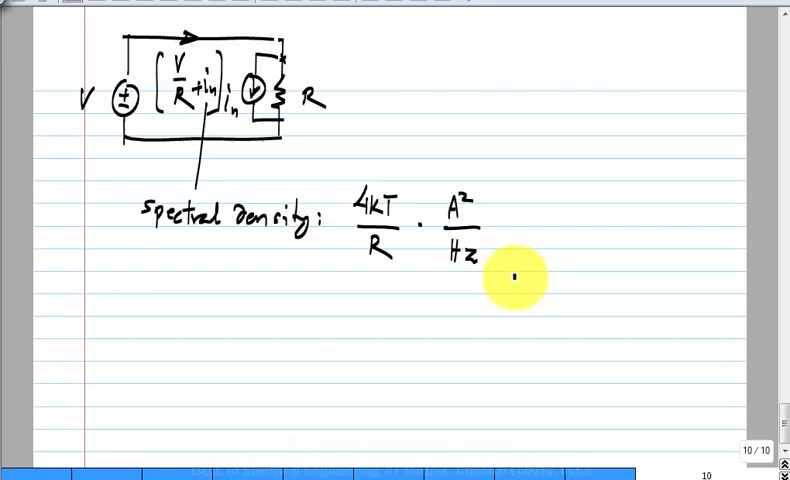 V [V/R + in] in R
spectral density: 4kT/R · A²/Hz
10 / 10
10